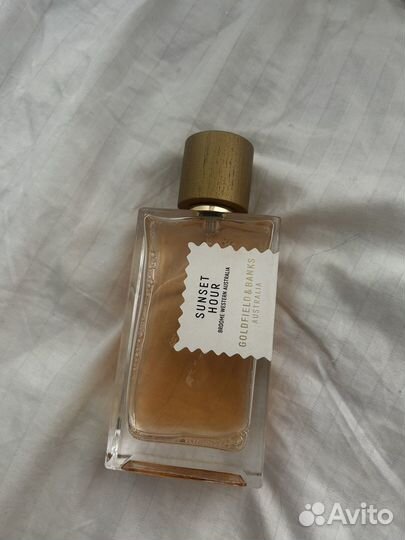 SUNSET
HOUR
BROOME WESTERN AUSTRALIA
GOLDFIELD & BANKS
AUSTRALIA
Avito